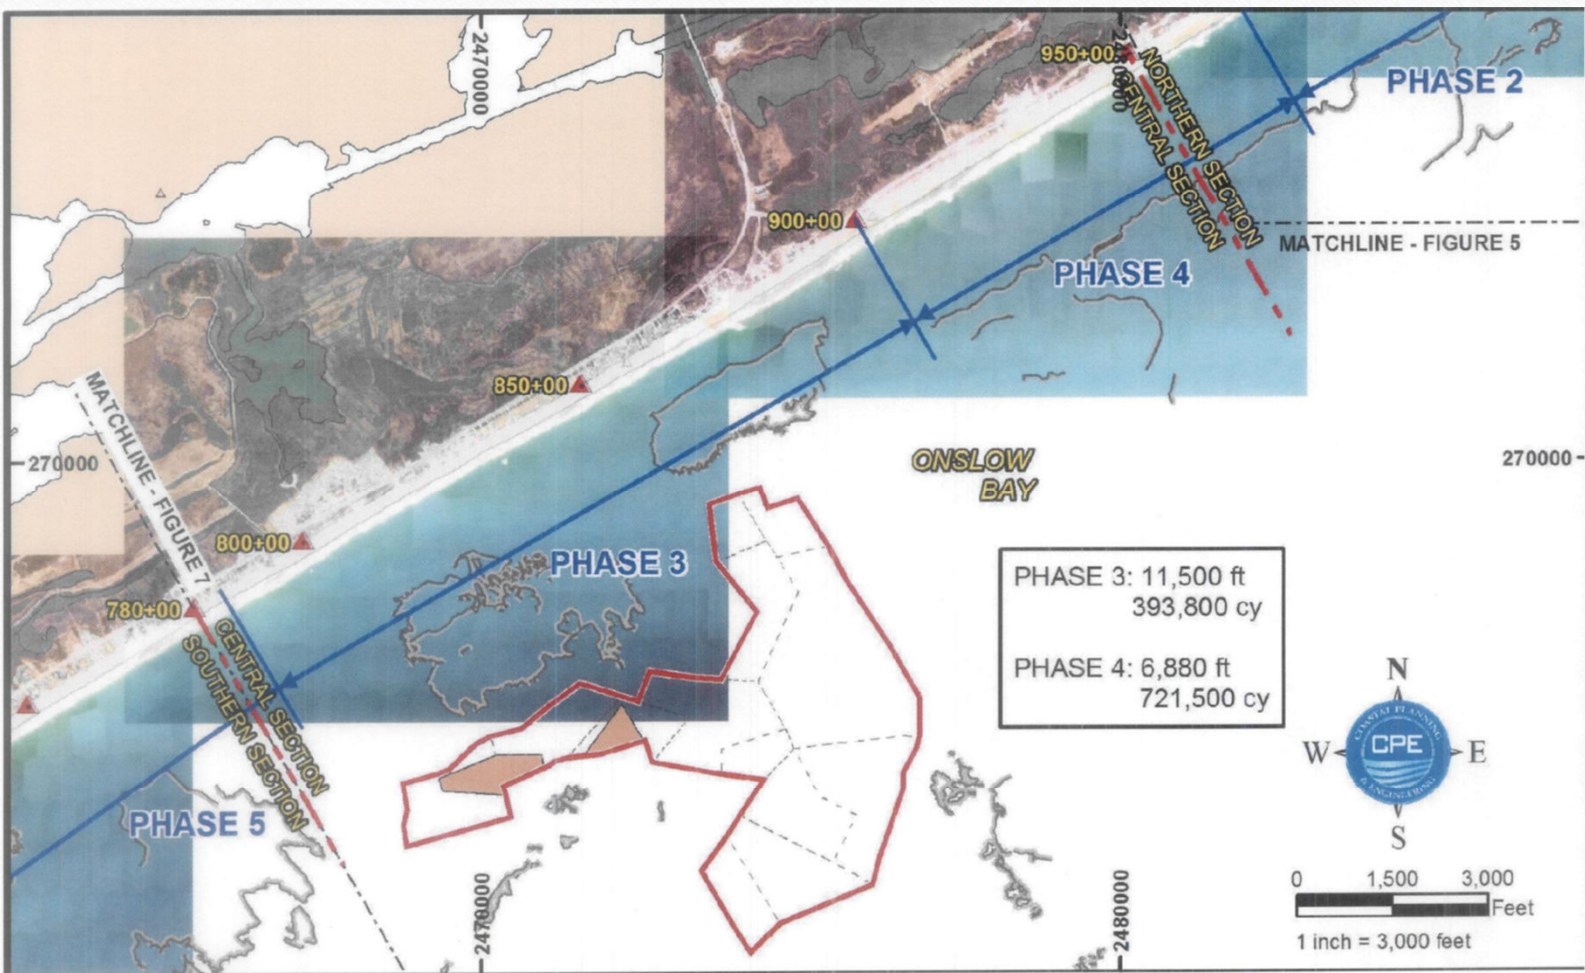 2470000
950+00
NORTHERN SECTION
CENTRAL SECTION
PHASE 2
900+00
MATCHLINE - FIGURE 5
PHASE 4
850+00
MATCHLINE - FIGURE 7
270000
ONSLOW
BAY
270000
800+00
PHASE 3
780+00
CENTRAL SECTION
SOUTHERN SECTION
PHASE 3: 11,500 ft
393,800 cy
PHASE 4: 6,880 ft
721,500 cy
N
COASTAL PLANNING
W
CPE
E
& ENGINEERING
S
PHASE 5
2470000
2480000
0 1,500 3,000
Feet
1 inch = 3,000 feet